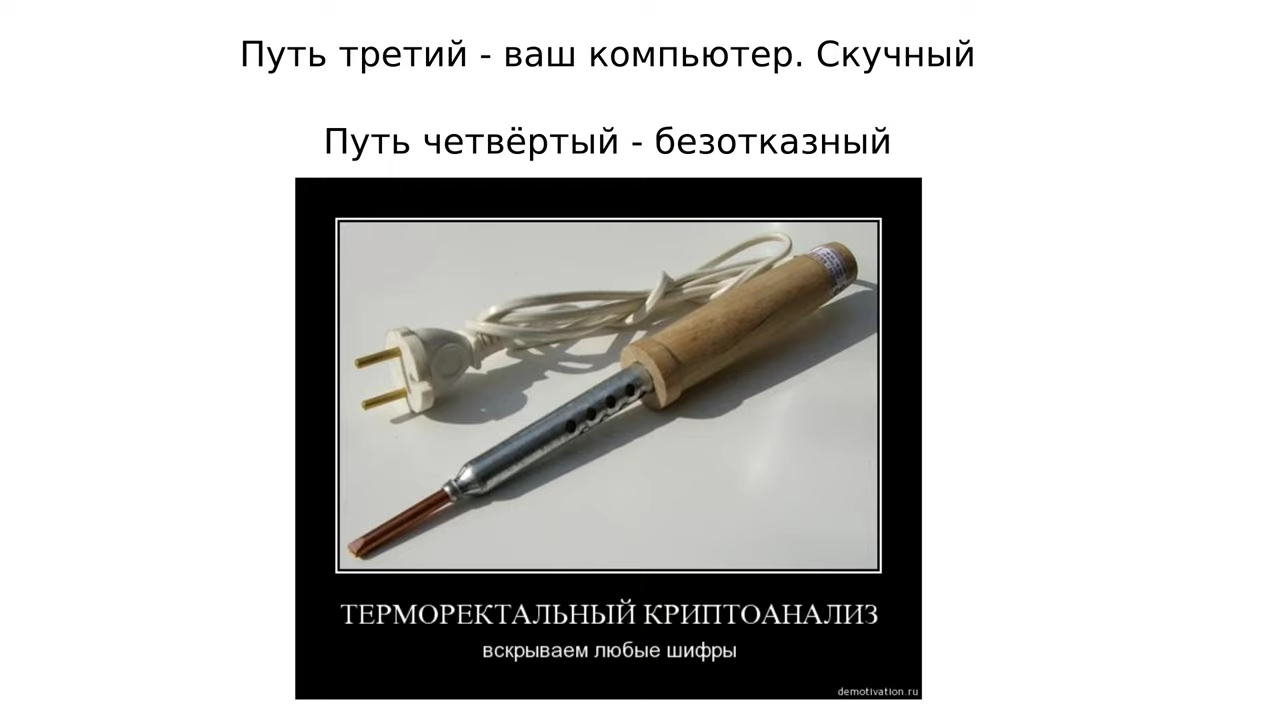 Путь третий - ваш компьютер. Скучный
Путь четвёртый - безотказный
ТЕРМОРЕКТАЛЬНЫЙ КРИПТОАНАЛИЗ
вскрываем любые шифры
demotivation.ru